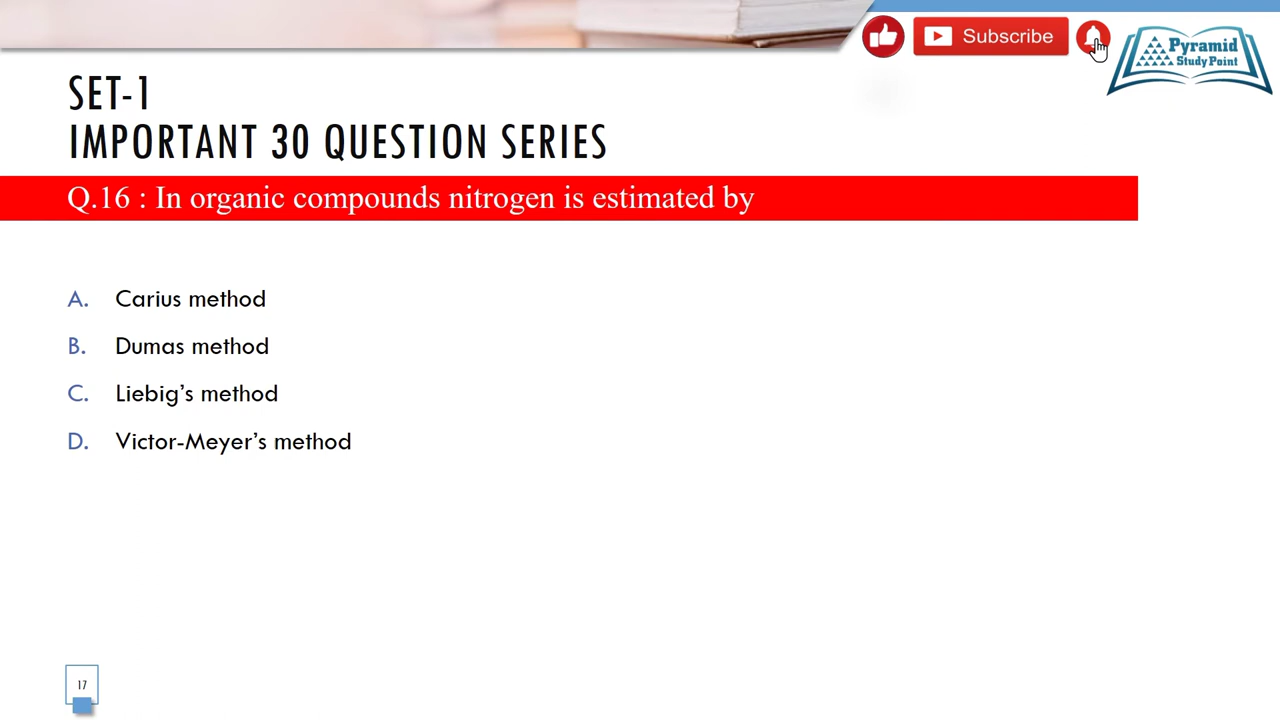 Subscribe
Pyramid
Study Point
SET-1
IMPORTANT 30 QUESTION SERIES
Q.16 : In organic compounds nitrogen is estimated by
A. Carius method
B. Dumas method
C. Liebig’s method
D. Victor-Meyer’s method
17